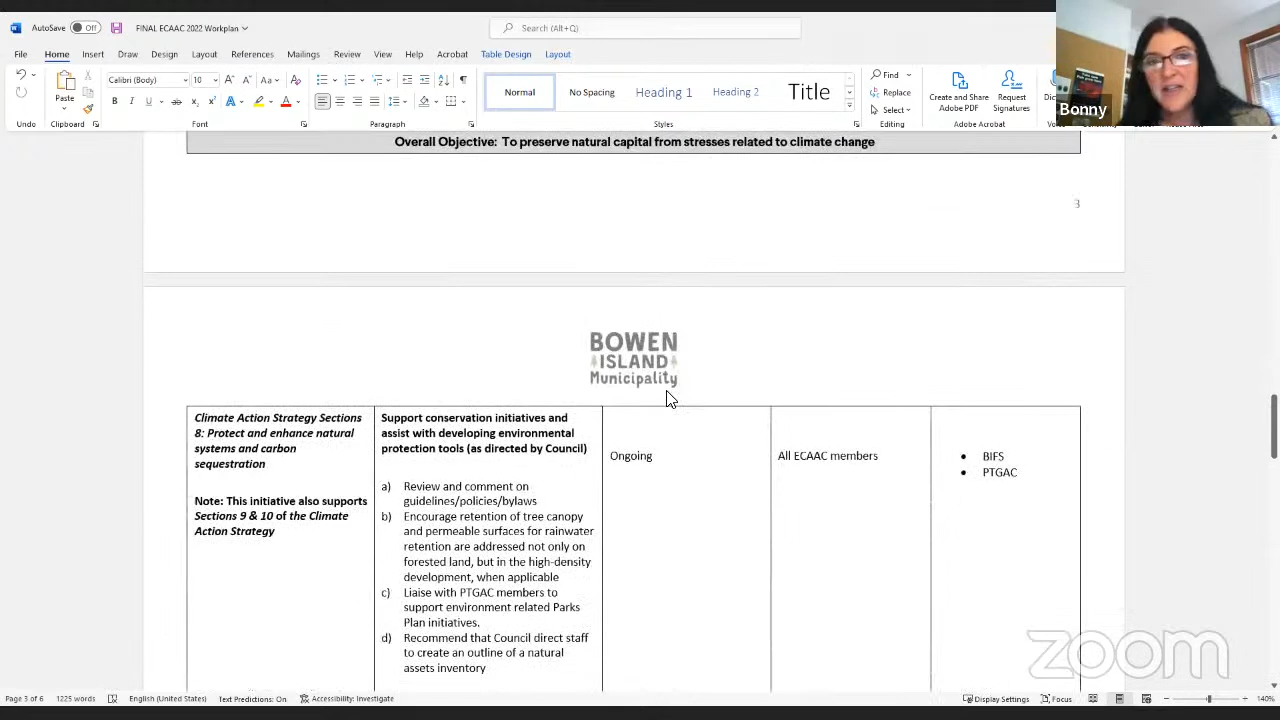 AutoSave Off FINAL ECAAC 2022 Workplan Search (Alt+Q)
File Home Insert Draw Design Layout References Mailings Review View Help Acrobat Table Design Layout
Calibri (Body) 10 Aa Find
Paste Normal No Spacing Heading 1 Heading 2 Title Replace Create and Share Adobe PDF Request Signatures
Select
Undo Clipboard Font Paragraph Styles Editing Adobe Acrobat
Bonny
Overall Objective: To preserve natural capital from stresses related to climate change
3
BOWEN
ISLAND
Municipality
Climate Action Strategy Sections
8: Protect and enhance natural
systems and carbon
sequestration
Note: This initiative also supports
Sections 9 & 10 of the Climate
Action Strategy
Support conservation initiatives and
assist with developing environmental
protection tools (as directed by Council)
a) Review and comment on
guidelines/policies/bylaws
b) Encourage retention of tree canopy
and permeable surfaces for rainwater
retention are addressed not only on
forested land, but in the high-density
development, when applicable
c) Liaise with PTGAC members to
support environment related Parks
Plan initiatives.
d) Recommend that Council direct staff
to create an outline of a natural
assets inventory
Ongoing
All ECAAC members
• BIFS
• PTGAC
zoom
Page 3 of 6 1225 words English (United States) Text Predictions: On Accessibility: Investigate Display Settings Focus 140%